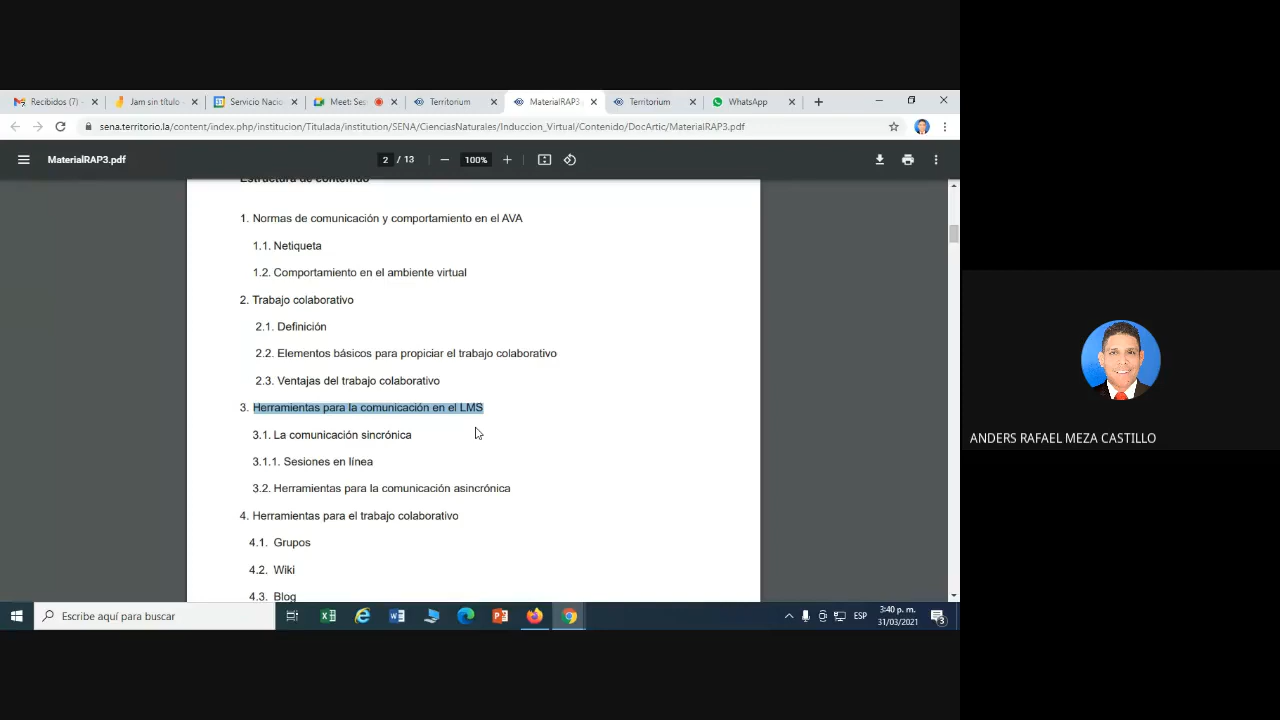 Recibidos (7)
Jam sin título
Servicio Nacio
Meet: Ses
Territorium
MaterialRAP3
Territorium
WhatsApp
sena.territorio.la/content/index.php/institucion/Titulada/institution/SENA/CienciasNaturales/Induccion_Virtual/Contenido/DocArtic/MaterialRAP3.pdf
MaterialRAP3.pdf
2 / 13
100%
Estructura de contenido
1. Normas de comunicación y comportamiento en el AVA
1.1. Netiqueta
1.2. Comportamiento en el ambiente virtual
2. Trabajo colaborativo
2.1. Definición
2.2. Elementos básicos para propiciar el trabajo colaborativo
2.3. Ventajas del trabajo colaborativo
3. Herramientas para la comunicación en el LMS
3.1. La comunicación sincrónica
3.1.1. Sesiones en línea
3.2. Herramientas para la comunicación asincrónica
4. Herramientas para el trabajo colaborativo
4.1. Grupos
4.2. Wiki
4.3. Blog
ANDERS RAFAEL MEZA CASTILLO
Escribe aquí para buscar
ESP
3:40 p. m.
31/03/2021
3